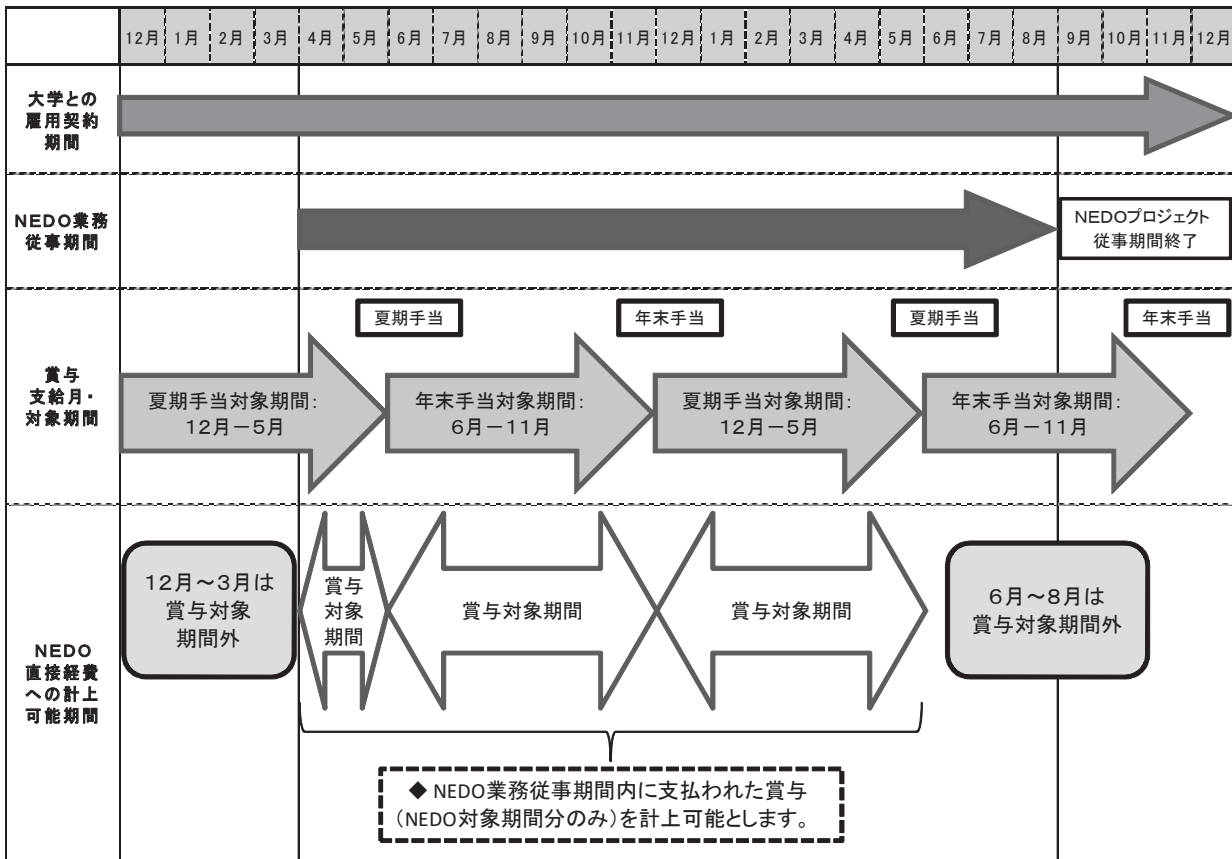 12月 1月 2月 3月 4月 5月 6月 7月 8月 9月 10月 11月 12月 1月 2月 3月 4月 5月 6月 7月 8月 9月 10月 11月 12月
大学との
雇用契約
期間
NEDO業務
従事期間
NEDOプロジェクト
従事期間終了
賞与
支給月・
対象期間
夏期手当
年末手当
夏期手当
年末手当
夏期手当対象期間：
12月－5月
年末手当対象期間：
6月－11月
夏期手当対象期間：
12月－5月
年末手当対象期間：
6月－11月
NEDO
直接経費
への計上
可能期間
12月～3月は
賞与対象
期間外
賞与
対象
期間
賞与対象期間
賞与対象期間
6月～8月は
賞与対象期間外
◆ NEDO業務従事期間内に支払われた賞与
（NEDO対象期間分のみ）を計上可能とします。